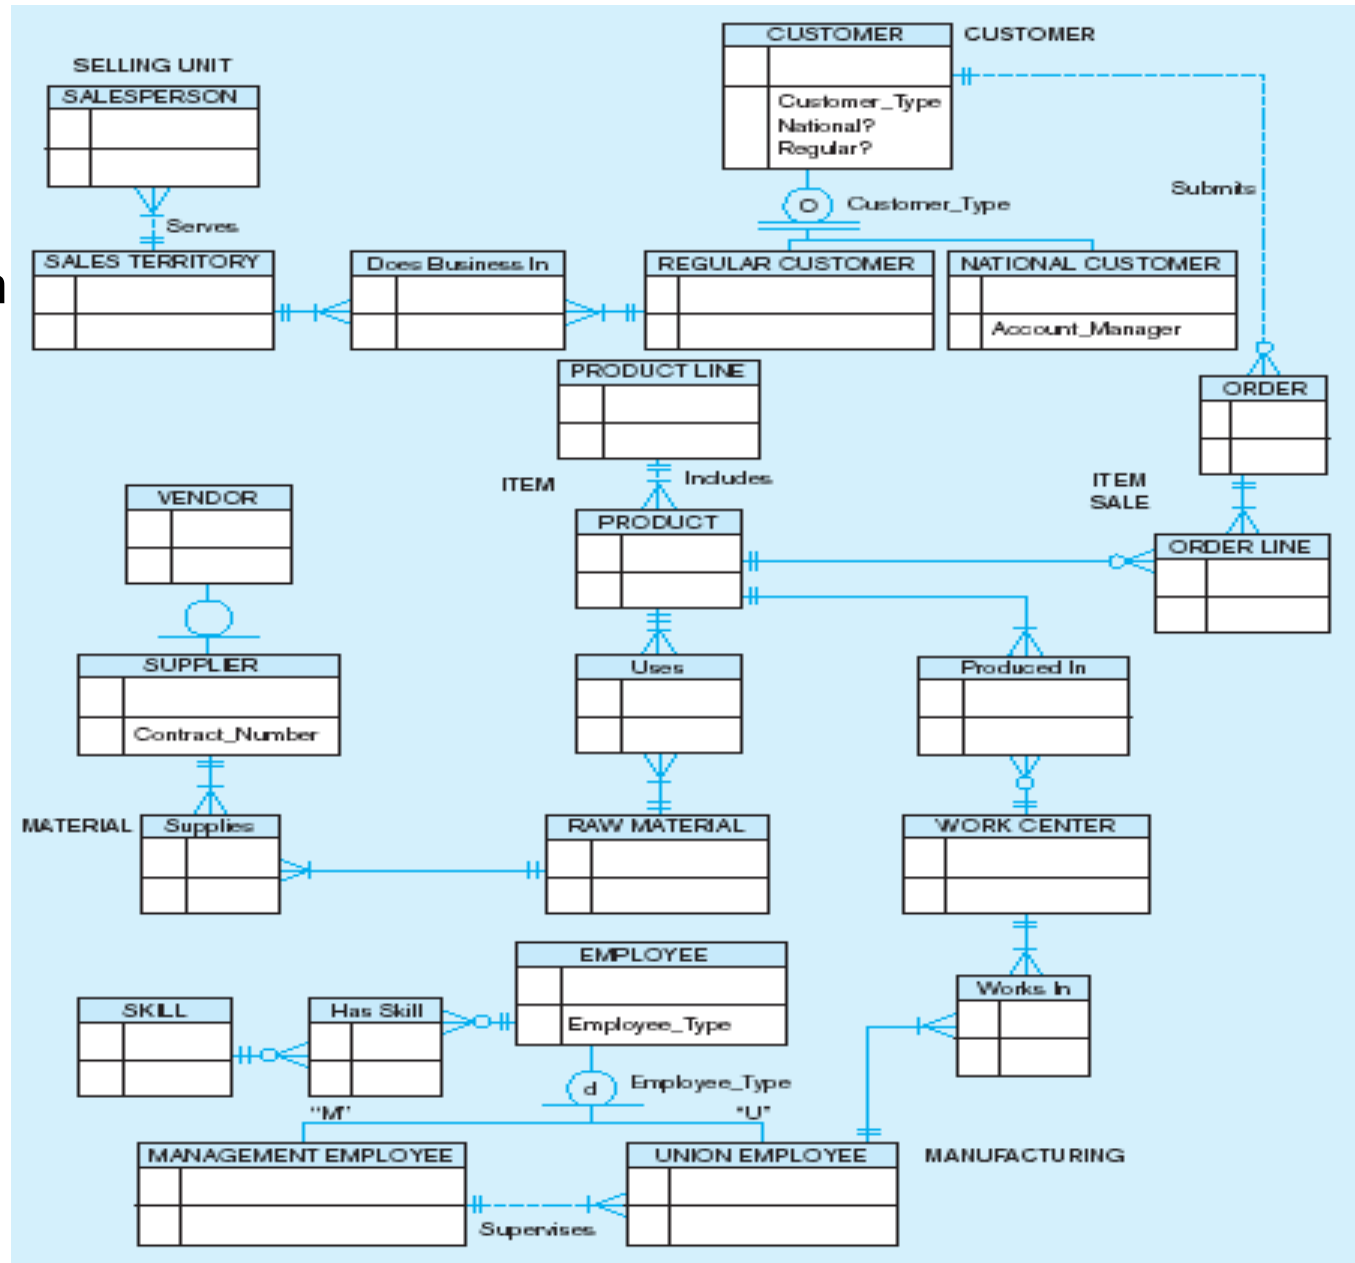 CUSTOMER
CUSTOMER
Customer_Type
National?
Regular?
SELLING UNIT
SALESPERSON
Serves
Submits
O
Customer_Type
n
SALES TERRITORY
Does Business In
REGULAR CUSTOMER
NATIONAL CUSTOMER
Account_Manager
PRODUCT LINE
ORDER
Includes
ITEM
ITEM
SALE
VENDOR
PRODUCT
ORDER LINE
SUPPLIER
Contract_Number
Uses
Produced In
MATERIAL
Supplies
RAW MATERIAL
WORK CENTER
EMPLOYEE
Employee_Type
SKILL
Has Skill
Works In
d
Employee_Type
"M"
"U"
MANAGEMENT EMPLOYEE
UNION EMPLOYEE
MANUFACTURING
Supervises